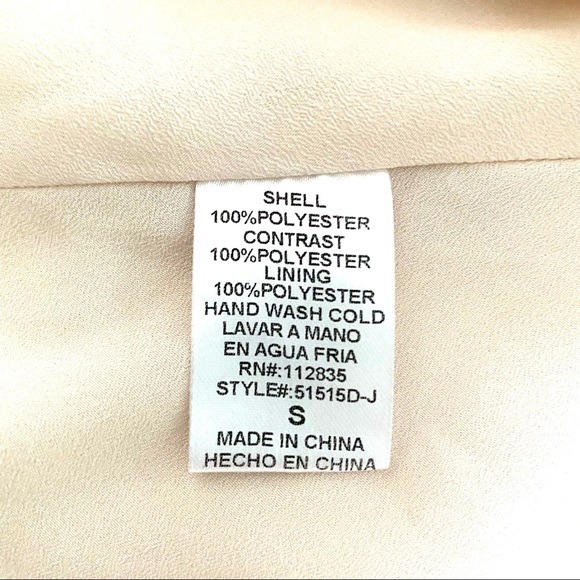 SHELL
100%POLYESTER
CONTRAST
100%POLYESTER
LINING
100%POLYESTER
HAND WASH COLD
LAVAR A MANO
EN AGUA FRIA
RN#:112835
STYLE#:51515D-J
S
MADE IN CHINA
HECHO EN CHINA